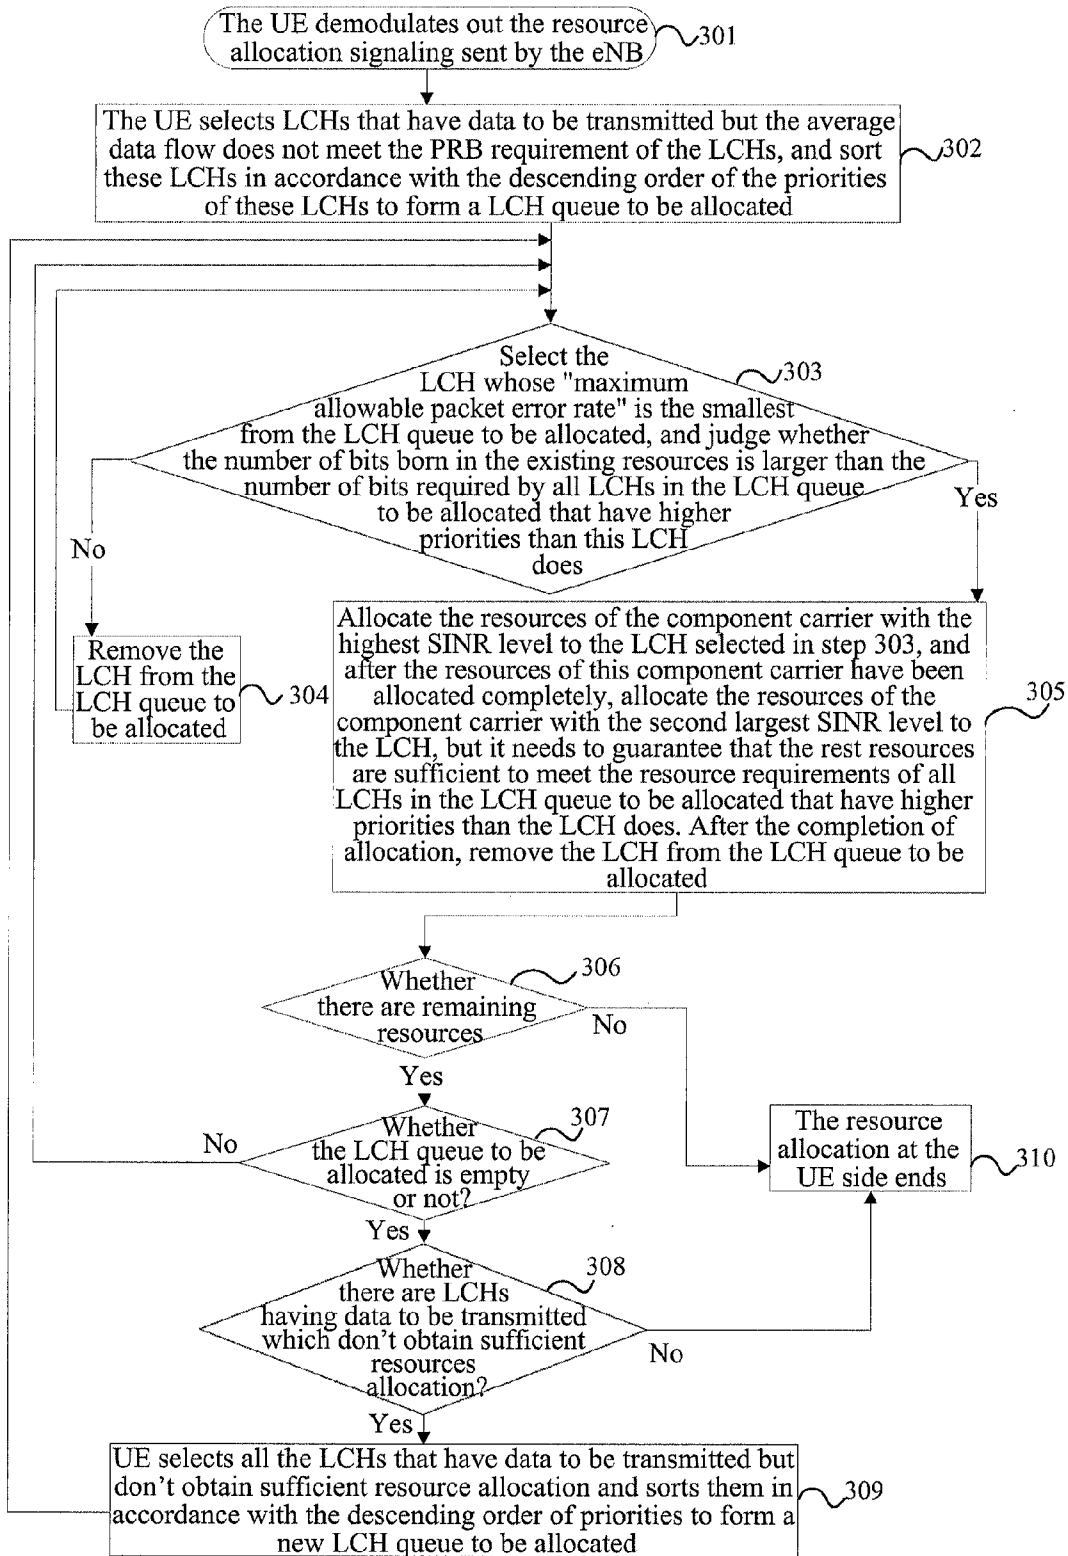 The UE demodulates out the resource
allocation signaling sent by the eNB
301
The UE selects LCHs that have data to be transmitted but the average
data flow does not meet the PRB requirement of the LCHs, and sort
these LCHs in accordance with the descending order of the priorities
of these LCHs to form a LCH queue to be allocated
302
Select the
LCH whose "maximum
allowable packet error rate" is the smallest
from the LCH queue to be allocated, and judge whether
the number of bits born in the existing resources is larger than the
number of bits required by all LCHs in the LCH queue
to be allocated that have higher
priorities than this LCH
does
303
No
Yes
Remove the
LCH from the
LCH queue to
be allocated
304
Allocate the resources of the component carrier with the
highest SINR level to the LCH selected in step 303, and
after the resources of this component carrier have been
allocated completely, allocate the resources of the
component carrier with the second largest SINR level to
the LCH, but it needs to guarantee that the rest resources
are sufficient to meet the resource requirements of all
LCHs in the LCH queue to be allocated that have higher
priorities than the LCH does. After the completion of
allocation, remove the LCH from the LCH queue to be
allocated
305
Whether
there are remaining
resources
306
No
Yes
Whether
the LCH queue to be
allocated is empty
or not?
307
No
Yes
The resource
allocation at the
UE side ends
310
Whether
there are LCHs
having data to be transmitted
which don't obtain sufficient
resources
allocation?
308
No
Yes
UE selects all the LCHs that have data to be transmitted but
don't obtain sufficient resource allocation and sorts them in
accordance with the descending order of priorities to form a
new LCH queue to be allocated
309